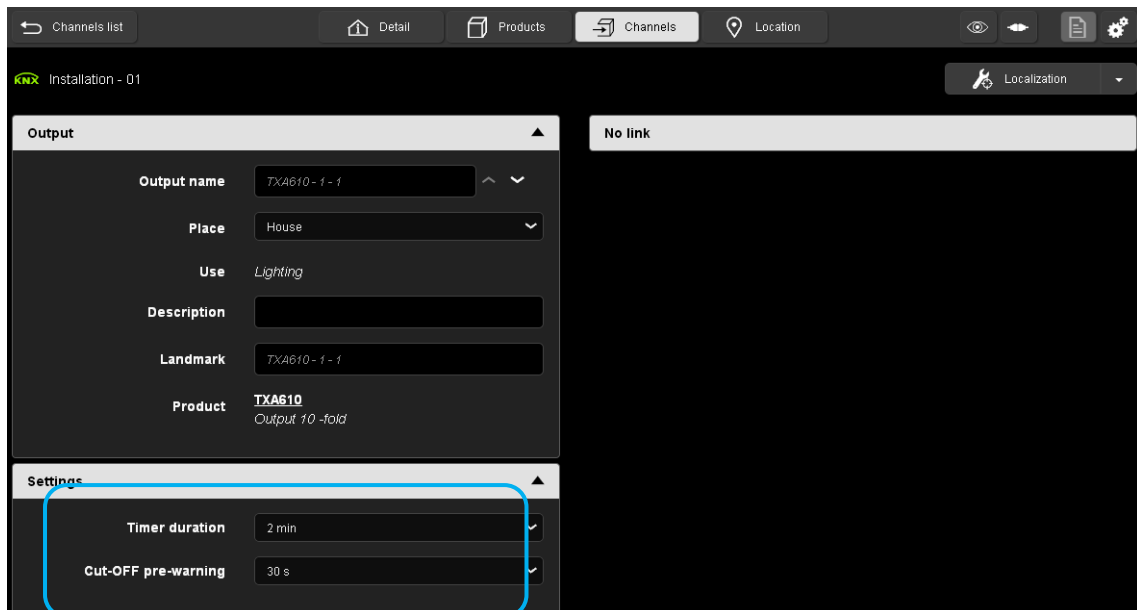 Channels list
Detail
Products
Channels
Location
KNX Installation - 01
Localization
Output
No link
Output name TXA610 - 1 - 1
Place House
Use Lighting
Description
Landmark TXA610 - 1 - 1
Product TXA610
Output 10 -fold
Settings
Timer duration 2 min
Cut-OFF pre-warning 30 s